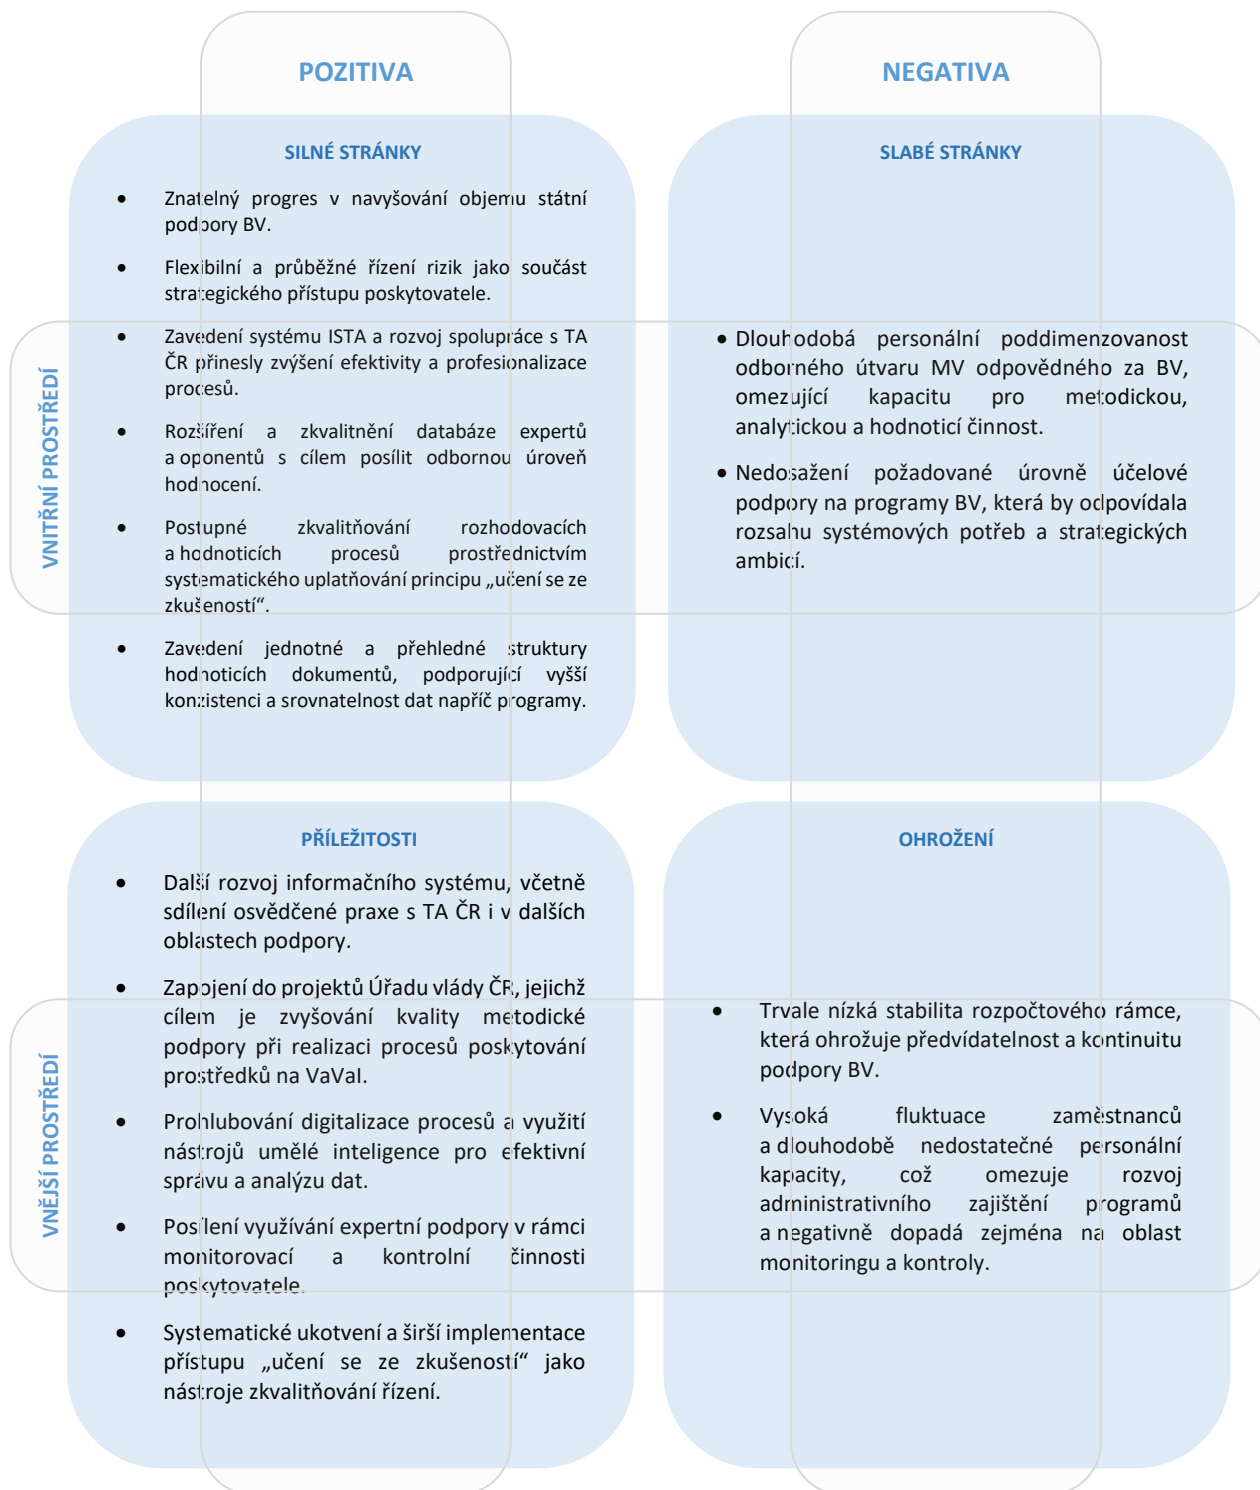 POZITIVA
NEGATIVA
SILNÉ STRÁNKY
• Znatelný progres v navyšování objemu státní
podpory BV.
• Flexibilní a průběžné řízení rizik jako součást
strategického přístupu poskytovatele.
• Zavedení systému ISTA a rozvoj spolupráce s TA
ČR přinesly zvýšení efektivity a profesionalizace
procesů.
• Rozšíření a zkvalitnění databáze expertů
a oponentů s cílem posílit odbornou úroveň
hodnocení.
• Postupné zkvalitňování rozhodovacích
a hodnoticích procesů prostřednictvím
systematického uplatňování principu „učení se ze
zkušeností“.
• Zavedení jednotné a přehledné struktury
hodnoticích dokumentů, podporující vyšší
konzistenci a srovnatelnost dat napříč programy.
SLABÉ STRÁNKY
• Dlouhodobá personální poddimenzovanost
odborného útvaru MV odpovědného za BV,
omezující kapacitu pro metodickou,
analytickou a hodnoticí činnost.
• Nedosažení požadované úrovně účelové
podpory na programy BV, která by odpovídala
rozsahu systémových potřeb a strategických
ambicí.
VNITŘNÍ PROSTŘEDÍ
PŘÍLEŽITOSTI
• Další rozvoj informačního systému, včetně
sdílení osvědčené praxe s TA ČR i v dalších
oblastech podpory.
• Zapojení do projektů Úřadu vlády ČR, jejichž
cílem je zvyšování kvality metodické
podpory při realizaci procesů poskytování
prostředků na VaVaI.
• Prohlubování digitalizace procesů a využití
nástrojů umělé inteligence pro efektivní
správu a analýzu dat.
• Posílení využívání expertní podpory v rámci
monitorovací a kontrolní činnosti
poskytovatele.
• Systematické ukotvení a širší implementace
přístupu „učení se ze zkušeností“ jako
nástroje zkvalitňování řízení.
OHROŽENÍ
• Trvale nízká stabilita rozpočtového rámce,
která ohrožuje předvídatelnost a kontinuitu
podpory BV.
• Vysoká fluktuace zaměstnanců
a dlouhodobě nedostatečné personální
kapacity, což omezuje rozvoj
administrativního zajištění programů
a negativně dopadá zejména na oblast
monitoringu a kontroly.
VNĚJŠÍ PROSTŘEDÍ